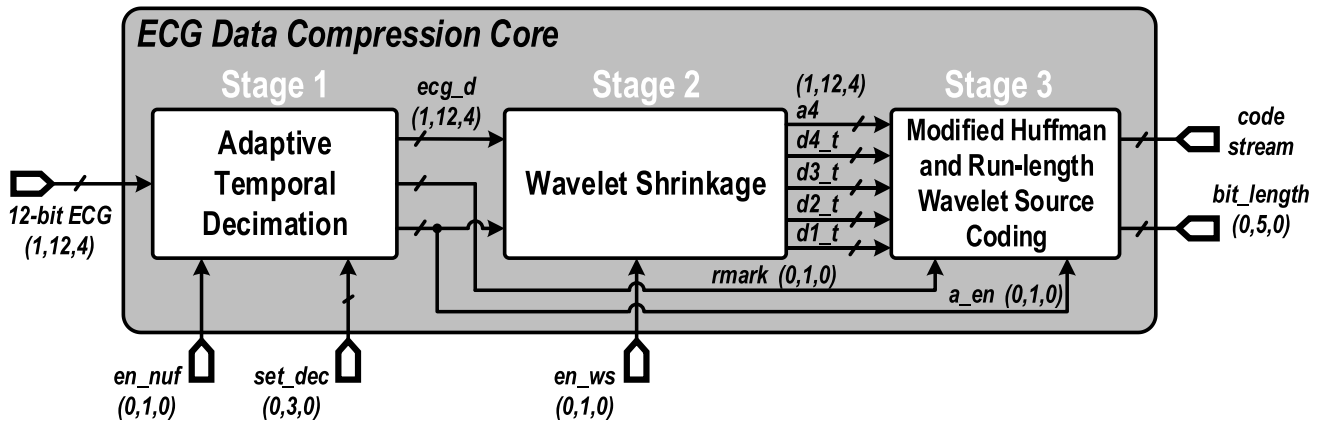 ECG Data Compression Core
Stage 1
Stage 2
Stage 3
ecg_d
(1,12,4)
(1,12,4)
a4
d4_t
d3_t
d2_t
d1_t
Adaptive
Temporal
Decimation
Wavelet Shrinkage
Modified Huffman
and Run-length
Wavelet Source
Coding
12-bit ECG
(1,12,4)
code
stream
bit_length
(0,5,0)
rmark (0,1,0)
a_en (0,1,0)
en_nuf
(0,1,0)
set_dec
(0,3,0)
en_ws
(0,1,0)